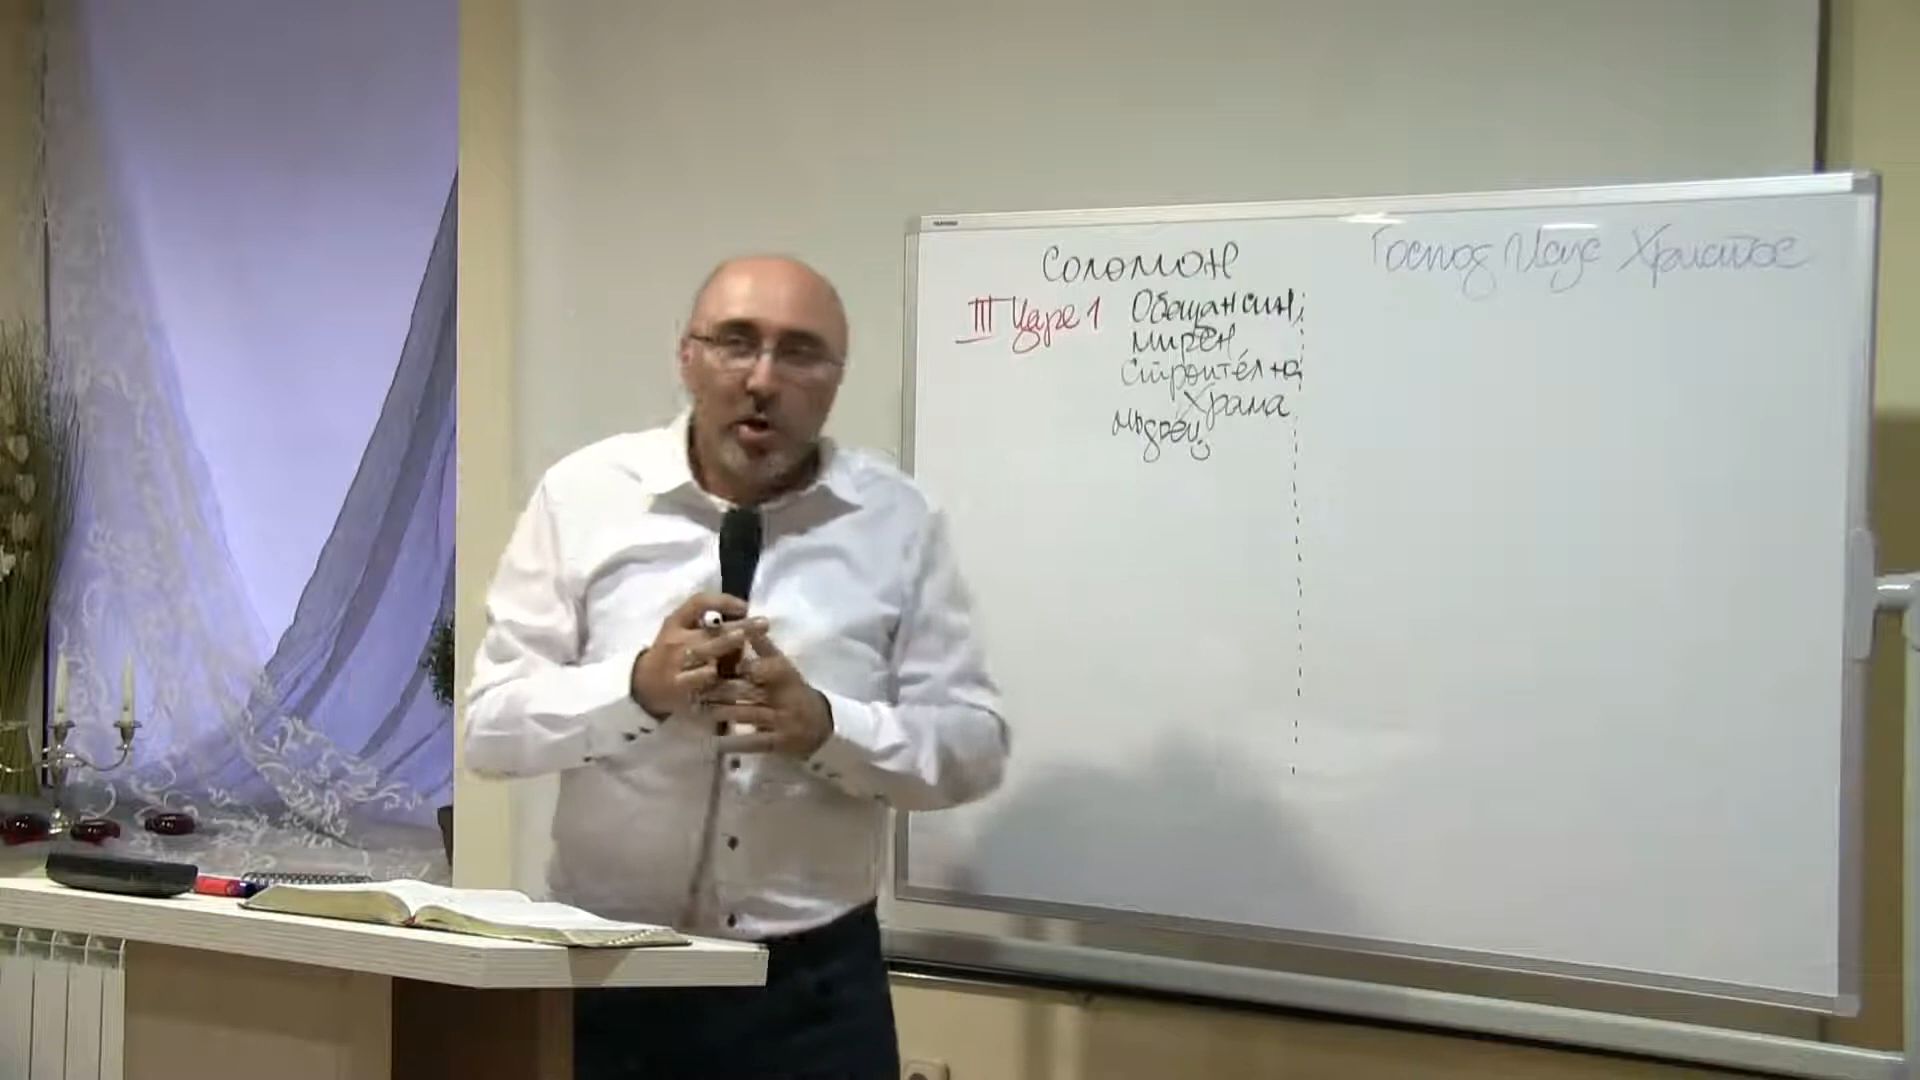 Соломон
Господ Исус Христос
III Царе 1
Обещан син,
мирен
Строител на
Храма
мъдрец